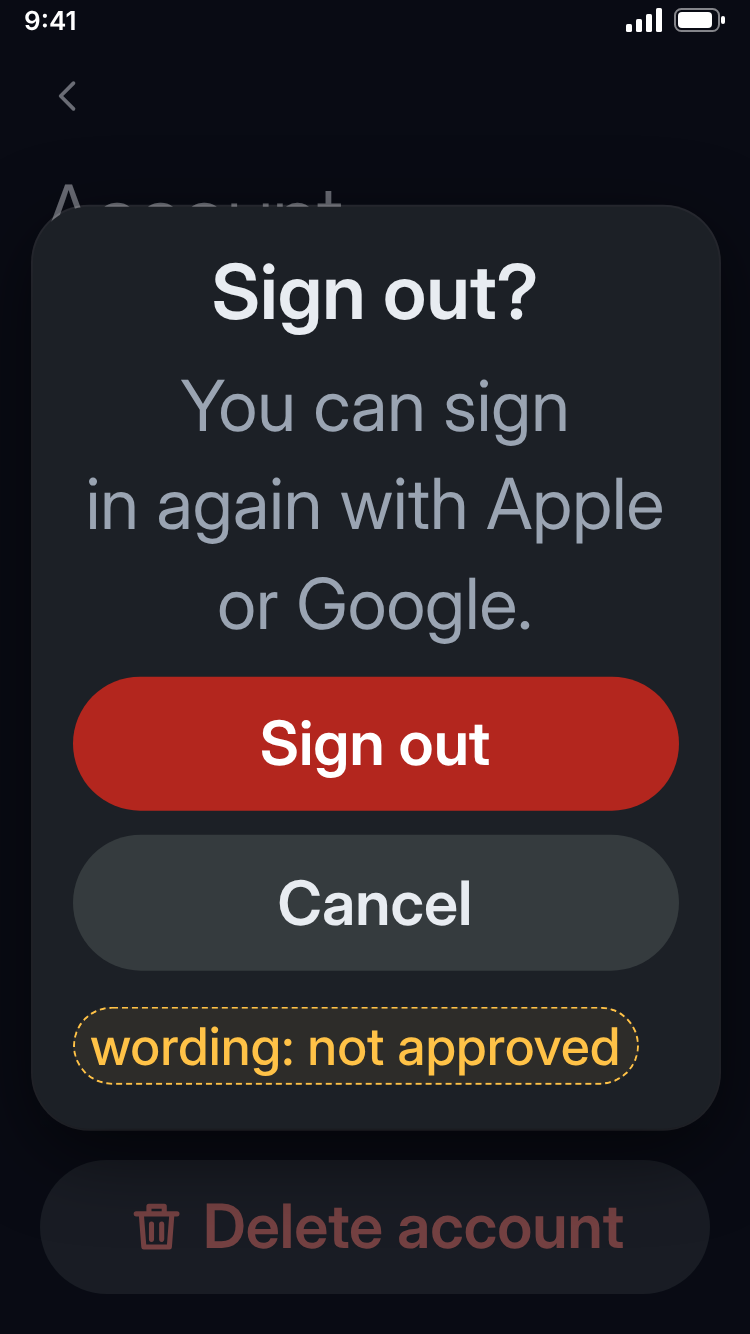 9:41
Account
Sign out?
You can sign
in again with Apple
or Google.
Sign out
Cancel
wording: not approved
Delete account